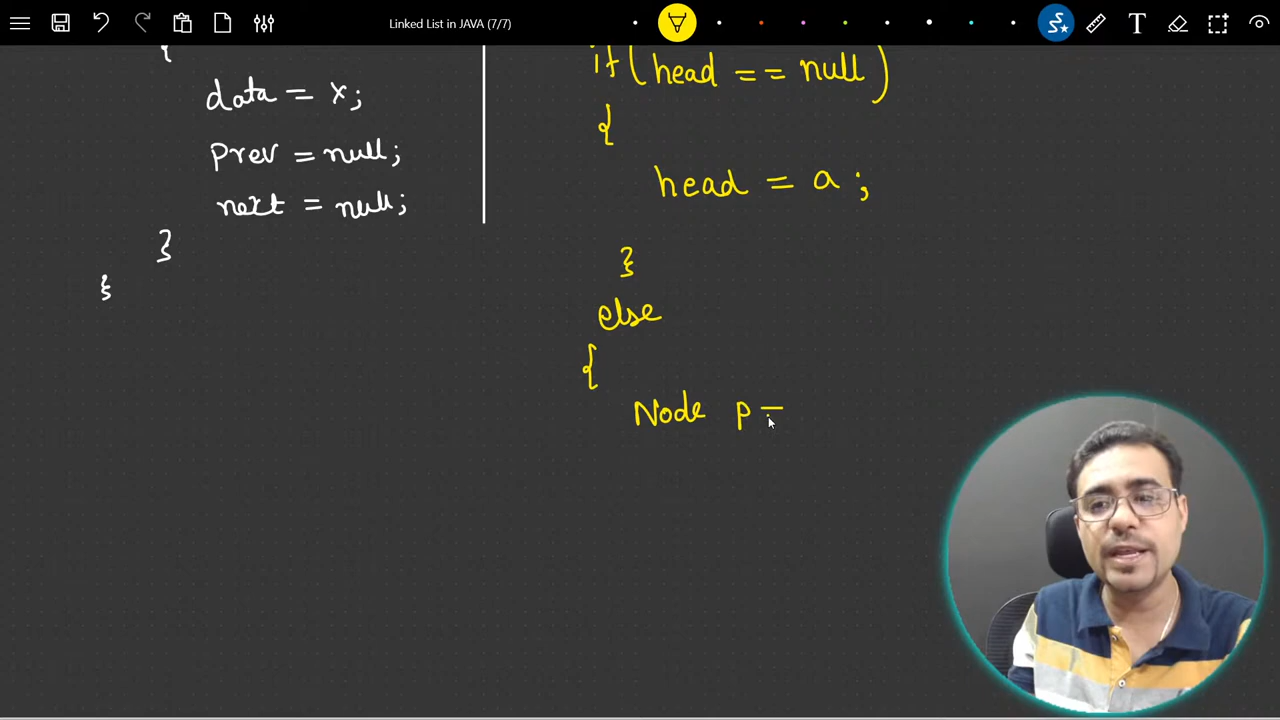 Linked List in JAVA (7/7)
{
data = x;
prev = null;
next = null;
}
}
if(head == null)
{
head = a;
}
else
{
Node p =